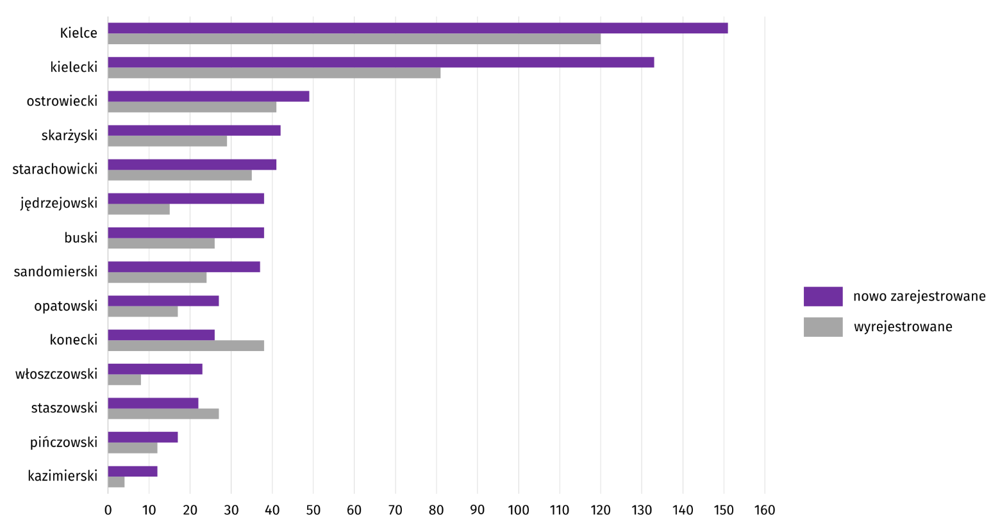 Kielce
kielecki
ostrowiecki
skarżyski
starachowicki
jędrzejowski
buski
sandomierski
opatowski
konecki
włoszczowski
staszowski
pińczowski
kazimierski
0 10 20 30 40 50 60 70 80 90 100 110 120 130 140 150 160
nowo zarejestrowane
wyrejestrowane